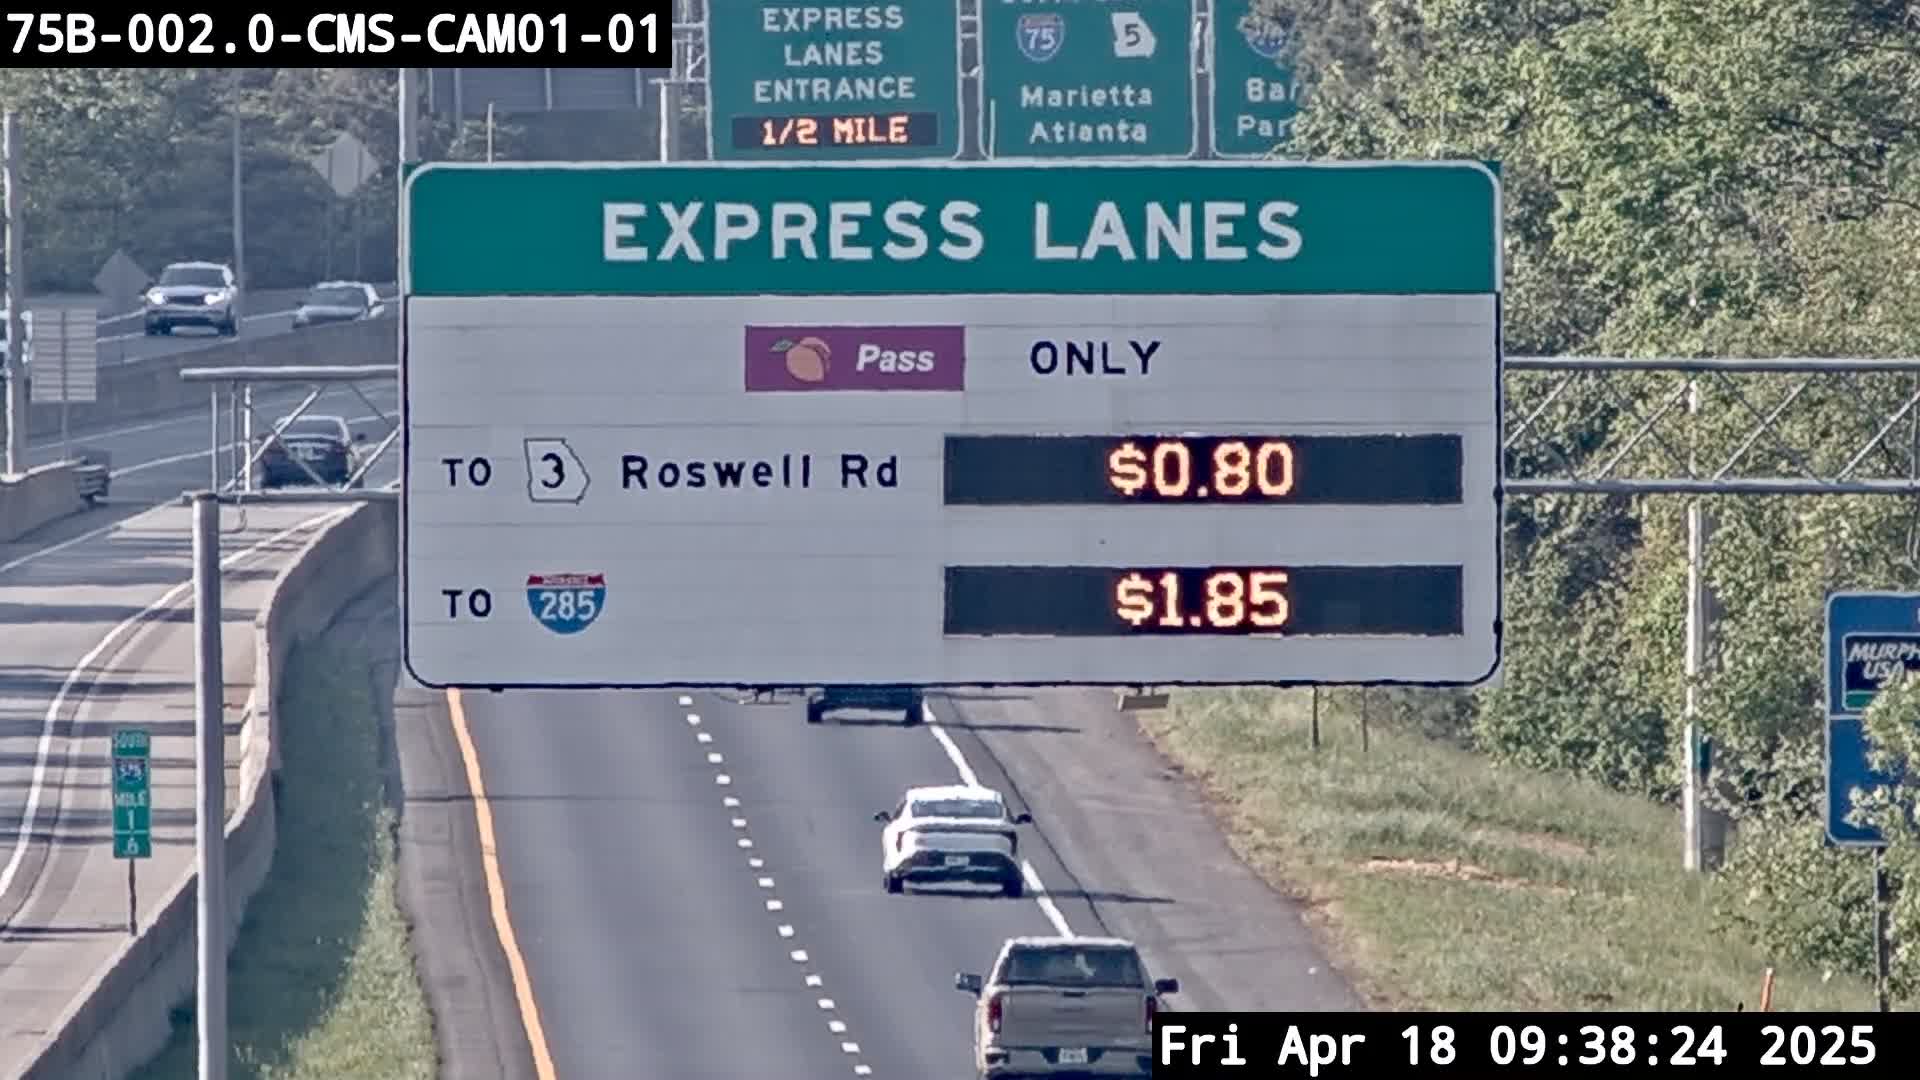 75B-002.0-CMS-CAM01-01
EXPRESS
LANES
ENTRANCE
1/2 MILE
75 5
Marietta
Atlanta
EXPRESS LANES
Pass ONLY
TO 3 Roswell Rd $0.80
TO 285 $1.85
SOUTH
575
MILE
1
.6
USA
Fri Apr 18 09:38:24 2025